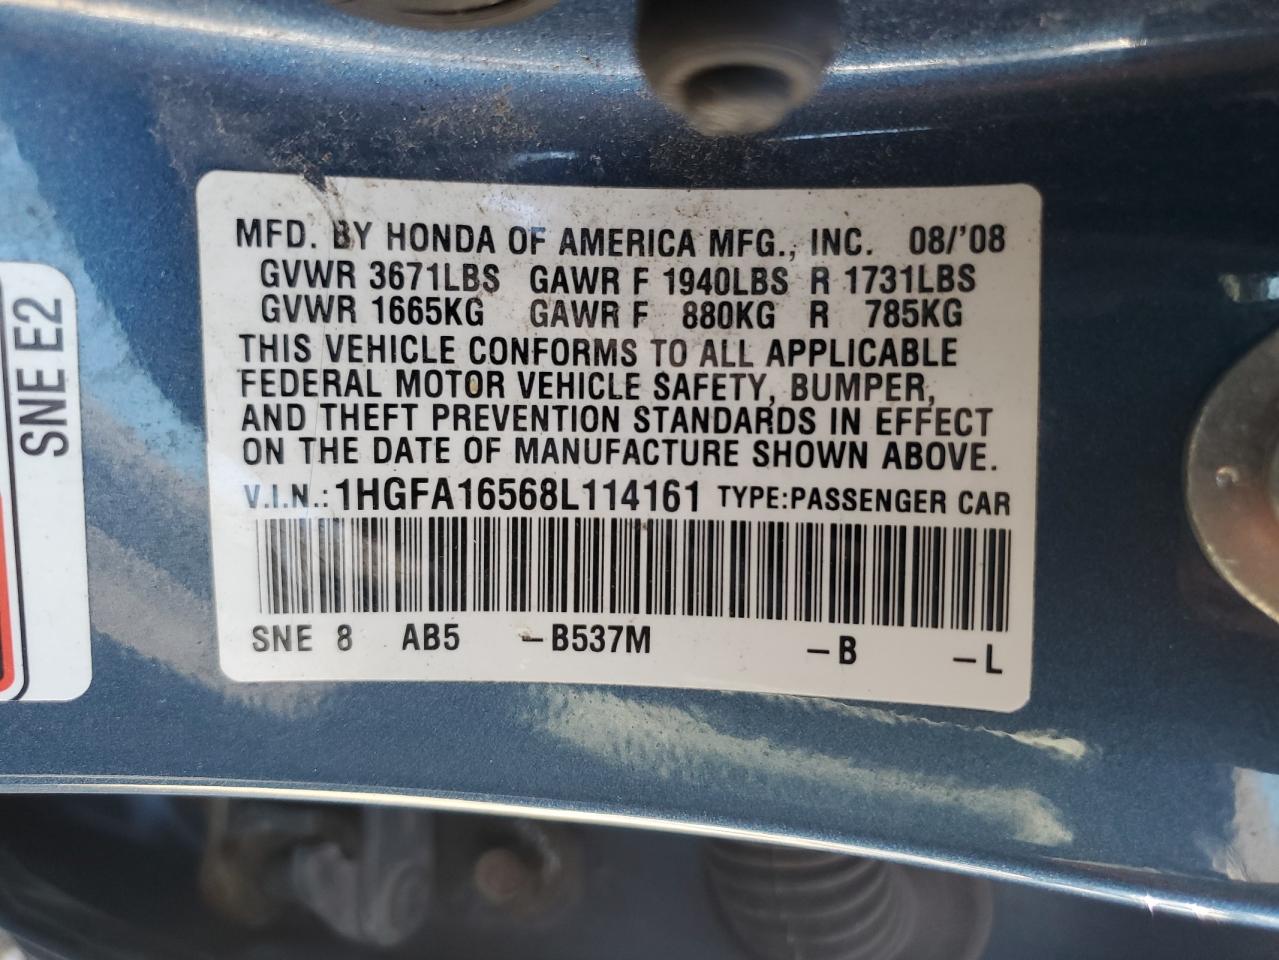 MFD. BY HONDA OF AMERICA MFG., INC. 08/'08
GVWR 3671LBS GAWR F 1940LBS R 1731LBS
GVWR 1665KG GAWR F 880KG R 785KG
THIS VEHICLE CONFORMS TO ALL APPLICABLE
FEDERAL MOTOR VEHICLE SAFETY, BUMPER,
AND THEFT PREVENTION STANDARDS IN EFFECT
ON THE DATE OF MANUFACTURE SHOWN ABOVE.
V.I.N.: 1HGFA16568L114161 TYPE:PASSENGER CAR
SNE 8 AB5 –B537M –B –L
SNE E2